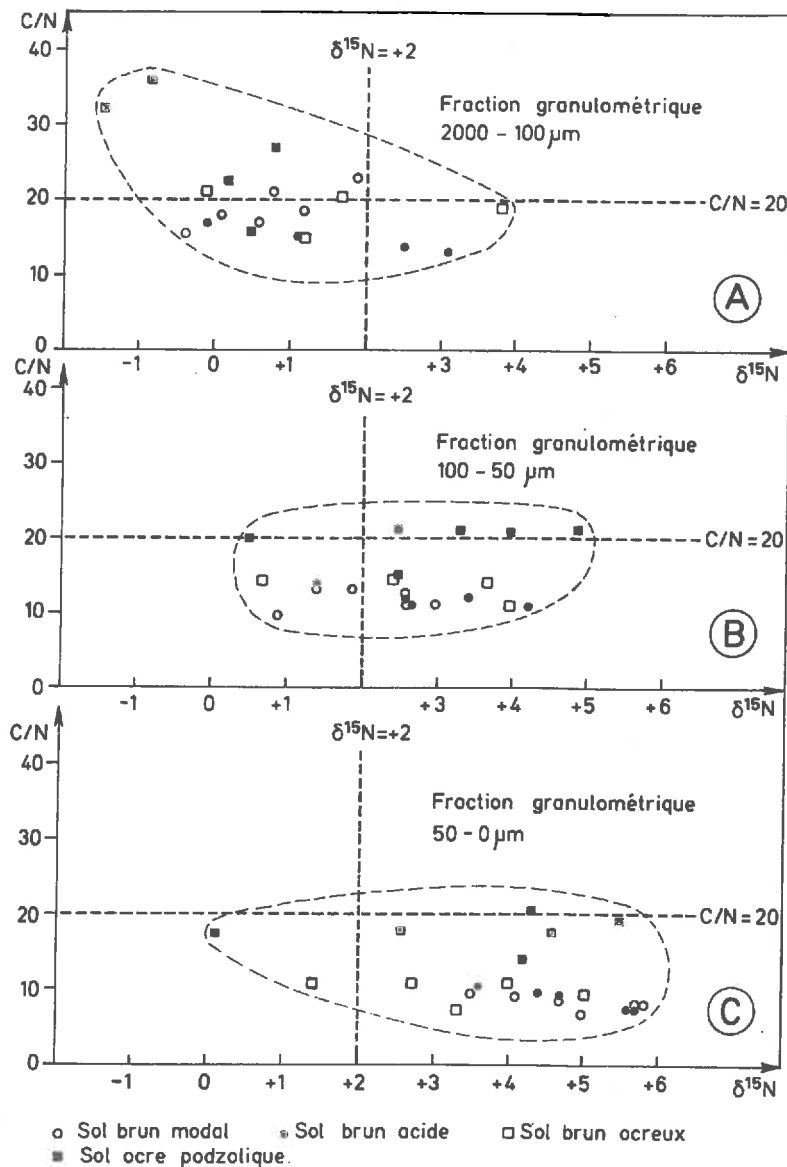 C/N
δ¹⁵N = +2
40
Fraction granulométrique
2000 - 100 µm
30
20
C/N = 20
10
A
0
-1 0 +1 +3 +4 +5 +6 δ¹⁵N
C/N
δ¹⁵N = +2
40
Fraction granulométrique
100 - 50 µm
30
20
C/N = 20
10
B
0
-1 0 +1 +3 +4 +5 +6 δ¹⁵N
C/N
δ¹⁵N = +2
40
Fraction granulométrique
50 - 0 µm
30
20
C/N = 20
10
C
0
-1 0 +1 +2 +3 +4 +5 +6 δ¹⁵N
Sol brun modal Sol brun acide Sol brun ocreux
Sol ocre podzolique.